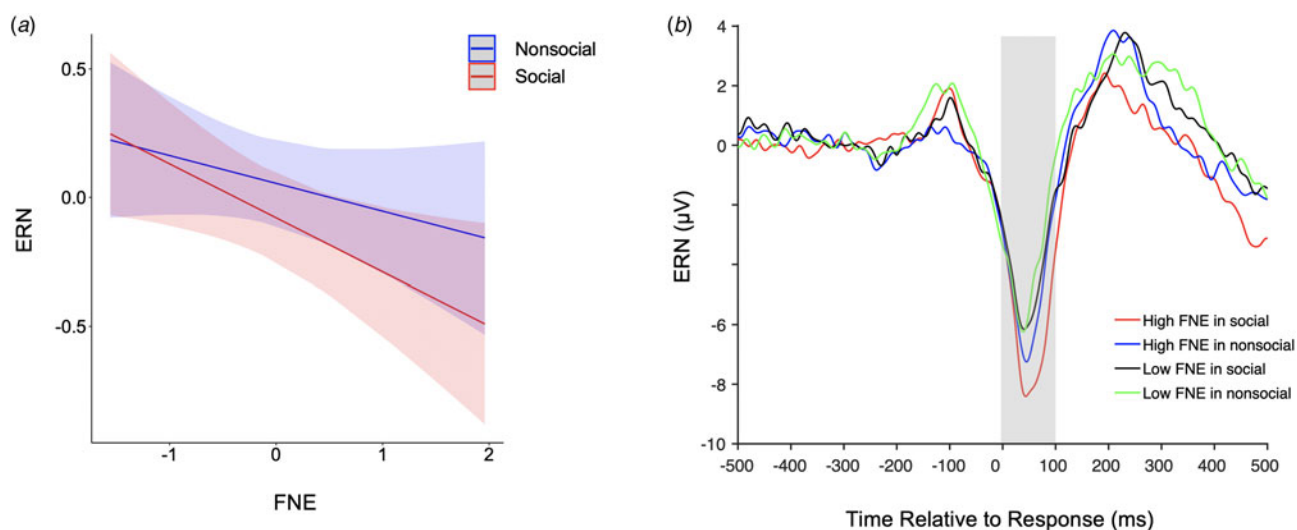 (a)
ERN
0.5
0.0
-0.5
-1
0
1
2
FNE
Nonsocial
Social
(b)
ERN (µV)
4
2
0
-6
-8
-10
-500
-400
-300
-200
-100
0
100
200
300
400
500
Time Relative to Response (ms)
High FNE in social
High FNE in nonsocial
Low FNE in social
Low FNE in nonsocial